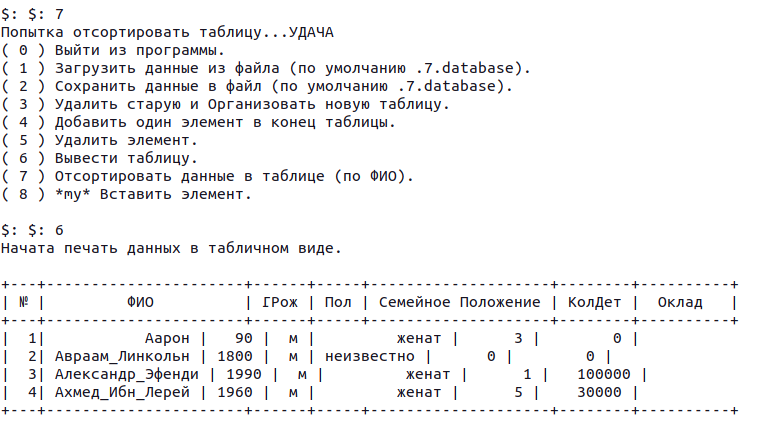 $: $: 7
Попытка отсортировать таблицу...УДАЧА
( 0 ) Выйти из программы.
( 1 ) Загрузить данные из файла (по умолчанию .7.database).
( 2 ) Сохранить данные в файл (по умолчанию .7.database).
( 3 ) Удалить старую и Организовать новую таблицу.
( 4 ) Добавить один элемент в конец таблицы.
( 5 ) Удалить элемент.
( 6 ) Вывести таблицу.
( 7 ) Отсортировать данные в таблице (по ФИО).
( 8 ) *my* Вставить элемент.
$: $: 6
Начата печать данных в табличном виде.
+---+----------------------+------+-----+--------------------+--------+----------+
| № |         ФИО          | ГРож | Пол | Семейное Положение | КолДет |  Оклад   |
+---+----------------------+------+-----+--------------------+--------+----------+
|  1|           Аарон |   90 |  м |          женат |      3 |        0 |
|  2| Авраам_Линкольн | 1800 |  м | неизвестно |      0 |        0 |
|  3| Александр_Эфенди | 1990 |  м |         женат |      1 |   100000 |
|  4| Ахмед_Ибн_Лерей | 1960 |  м |          женат |      5 |    30000 |
+---+----------------------+------+-----+--------------------+--------+----------+